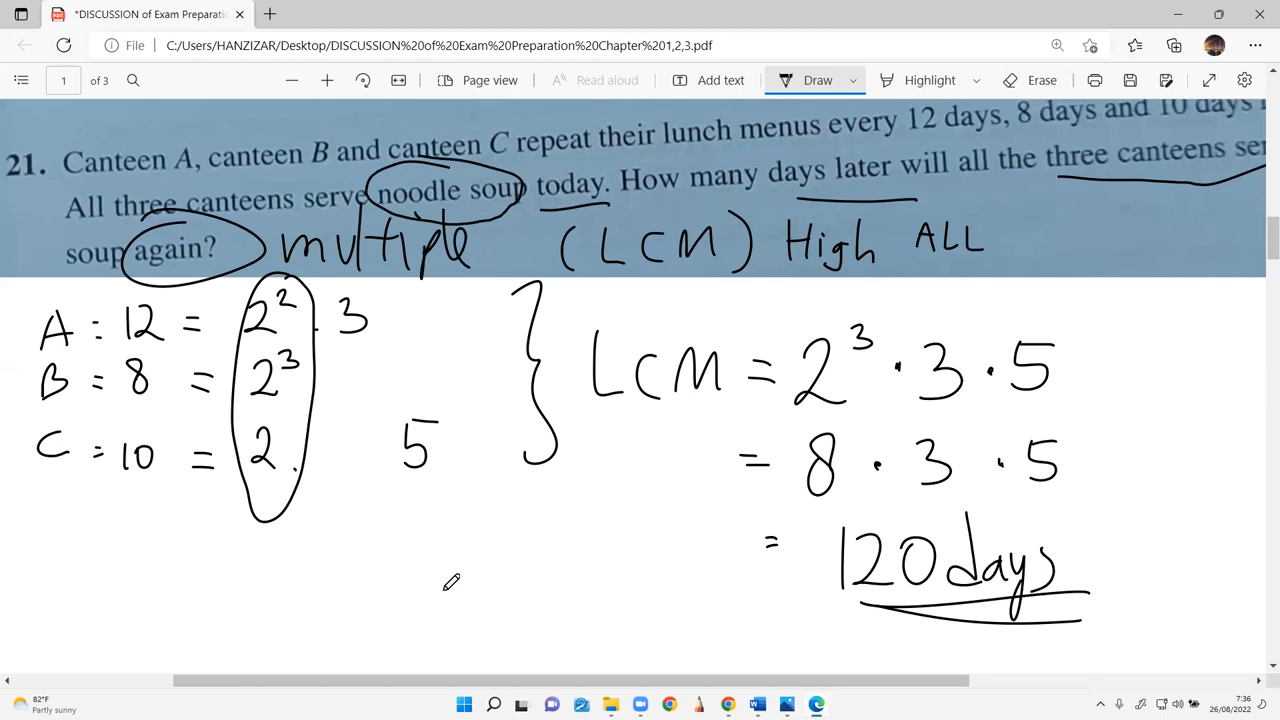 *DISCUSSION of Exam Preparati
File C:/Users/HANZIZAR/Desktop/DISCUSSION%20of%20Exam%20Preparation%20Chapter%201,2,3.pdf
1 of 3 Page view Read aloud Add text Draw Highlight Erase
21. Canteen A, canteen B and canteen C repeat their lunch menus every 12 days, 8 days and 10 days
All three canteens serve noodle soup today. How many days later will all the three canteens ser
soup again? multiple (LCM) High ALL
A = 12 = 2² . 3
B = 8 = 2³
C = 10 = 2 . 5
LCM = 2³ · 3 · 5
= 8 · 3 · 5
= 120 days
82°F
Partly sunny
7:36
26/08/2022